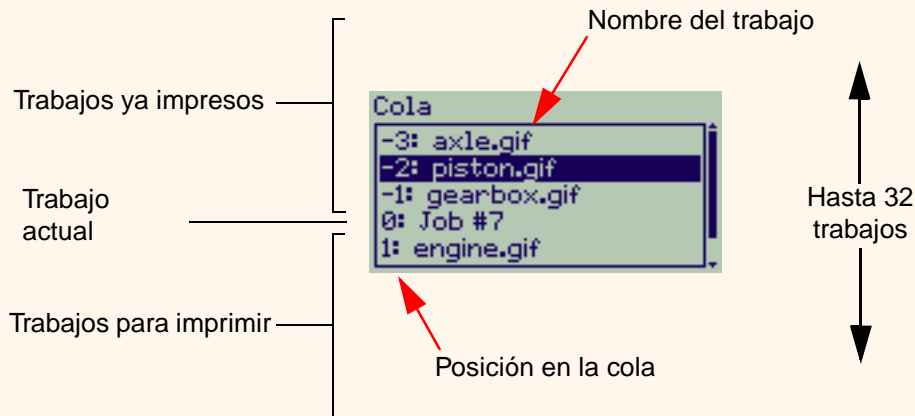 Nombre del trabajo
Trabajos ya impresos
Cola
-3: axle.gif
-2: piston.gif
-1: gearbox.gif
0: Job #7
1: engine.gif
Trabajo
actual
Hasta 32
trabajos
Trabajos para imprimir
Posición en la cola